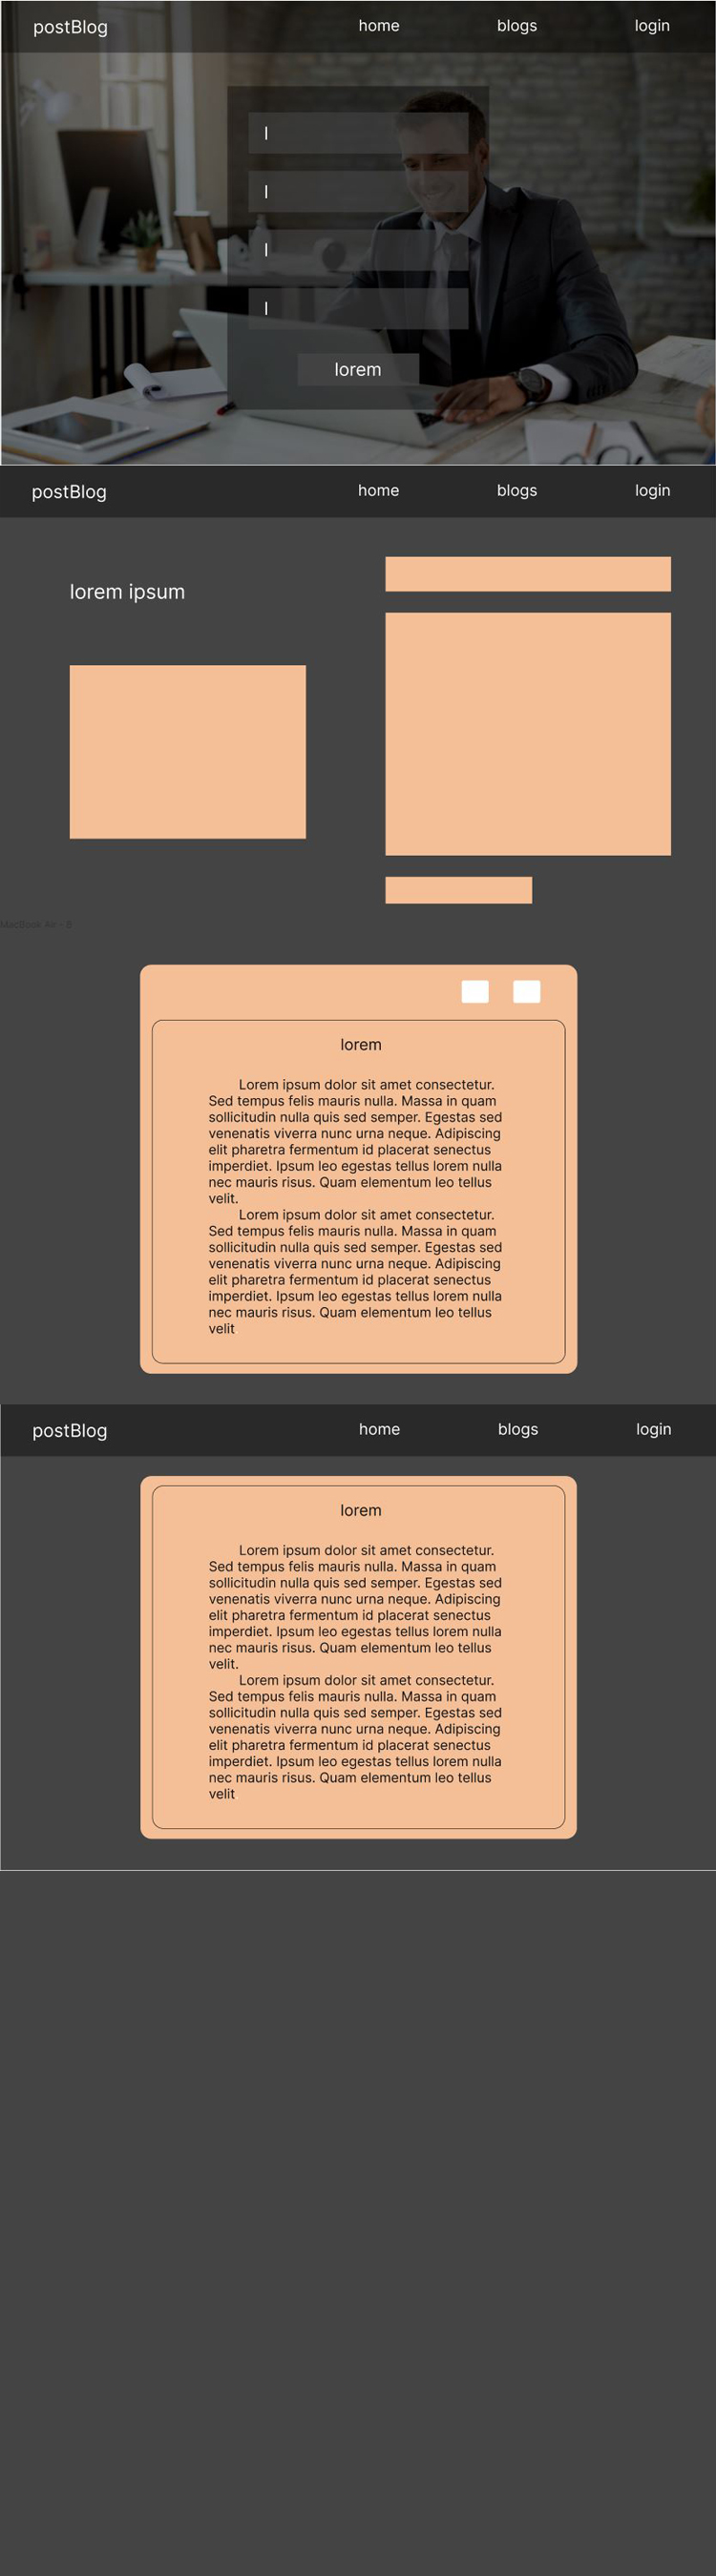 postBlog home blogs login
|
|
|
|
lorem
postBlog home blogs login
lorem ipsum
MacBook Air - 8
lorem
Lorem ipsum dolor sit amet consectetur.
Sed tempus felis mauris nulla. Massa in quam
sollicitudin nulla quis sed semper. Egestas sed
venenatis viverra nunc urna neque. Adipiscing
elit pharetra fermentum id placerat senectus
imperdiet. Ipsum leo egestas tellus lorem nulla
nec mauris risus. Quam elementum leo tellus
velit.
Lorem ipsum dolor sit amet consectetur.
Sed tempus felis mauris nulla. Massa in quam
sollicitudin nulla quis sed semper. Egestas sed
venenatis viverra nunc urna neque. Adipiscing
elit pharetra fermentum id placerat senectus
imperdiet. Ipsum leo egestas tellus lorem nulla
nec mauris risus. Quam elementum leo tellus
velit
postBlog home blogs login
lorem
Lorem ipsum dolor sit amet consectetur.
Sed tempus felis mauris nulla. Massa in quam
sollicitudin nulla quis sed semper. Egestas sed
venenatis viverra nunc urna neque. Adipiscing
elit pharetra fermentum id placerat senectus
imperdiet. Ipsum leo egestas tellus lorem nulla
nec mauris risus. Quam elementum leo tellus
velit.
Lorem ipsum dolor sit amet consectetur.
Sed tempus felis mauris nulla. Massa in quam
sollicitudin nulla quis sed semper. Egestas sed
venenatis viverra nunc urna neque. Adipiscing
elit pharetra fermentum id placerat senectus
imperdiet. Ipsum leo egestas tellus lorem nulla
nec mauris risus. Quam elementum leo tellus
velit